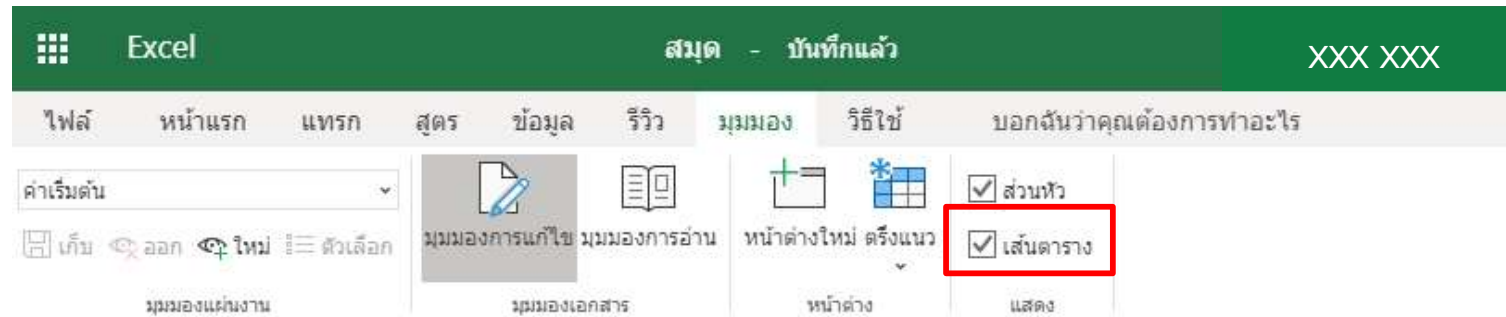 Excel
สมุด - บันทึกแล้ว
XXX XXX
ไฟล์ หน้าแรก แทรก สูตร ข้อมูล รีวิว มุมมอง วิธีใช้ บอกฉันว่าคุณต้องการทำอะไร
ค่าเริ่มต้น
เก็บ ออก ใหม่ ตัวเลือก
มุมมองแผ่นงาน
มุมมองการแก้ไข มุมมองการอ่าน
มุมมองเอกสาร
หน้าต่างใหม่ ตรึงแนว
หน้าต่าง
ส่วนหัว
เส้นตาราง
แสดง